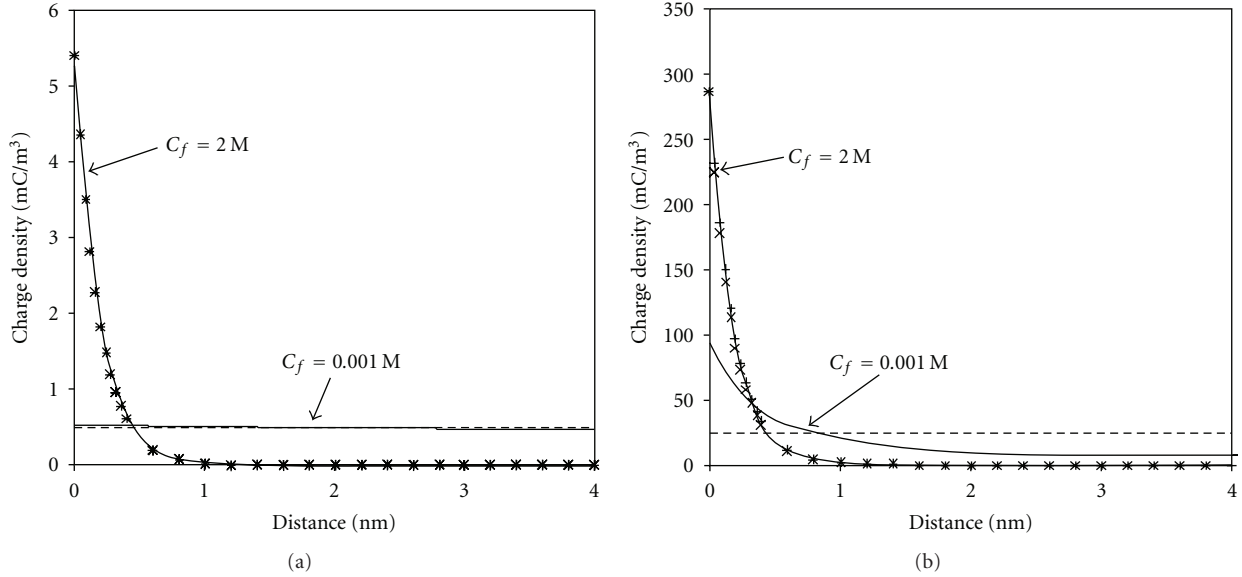 6
5
4
3
2
1
0
Charge density (mC/m³)
C_f = 2 M
C_f = 0.001 M
0 1 2 3 4
Distance (nm)
(a)
350
300
250
200
150
100
50
0
Charge density (mC/m³)
C_f = 2 M
C_f = 0.001 M
0 1 2 3 4
Distance (nm)
(b)